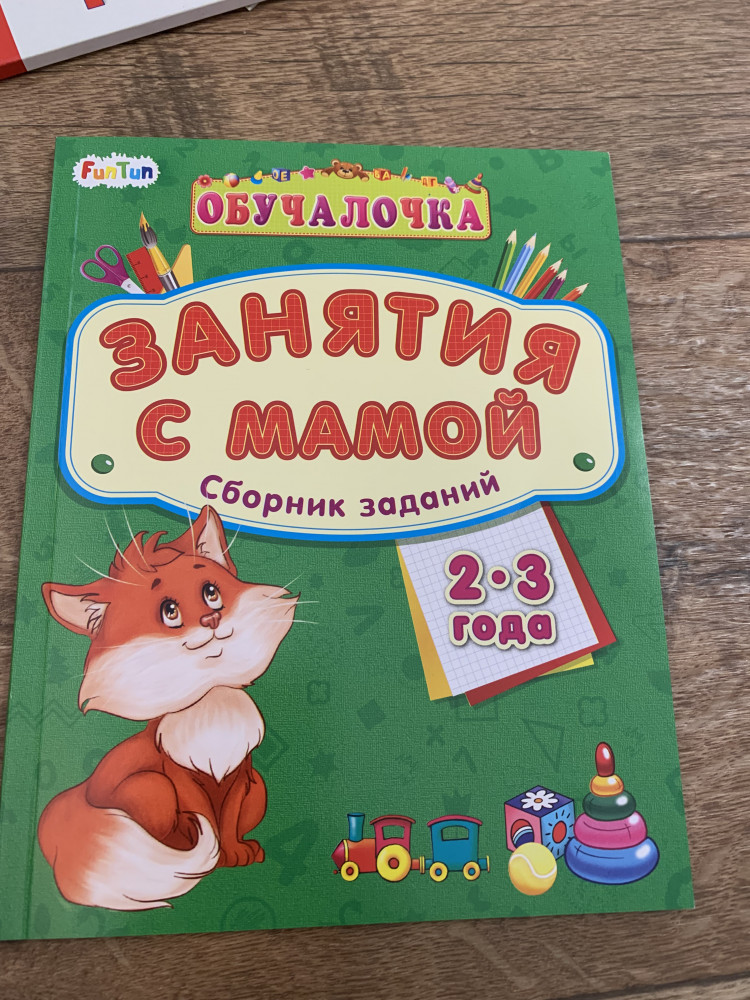 FunTun
ОБУЧАЛОЧКА
ЗАНЯТИЯ
С МАМОЙ
Сборник заданий
2•3
года